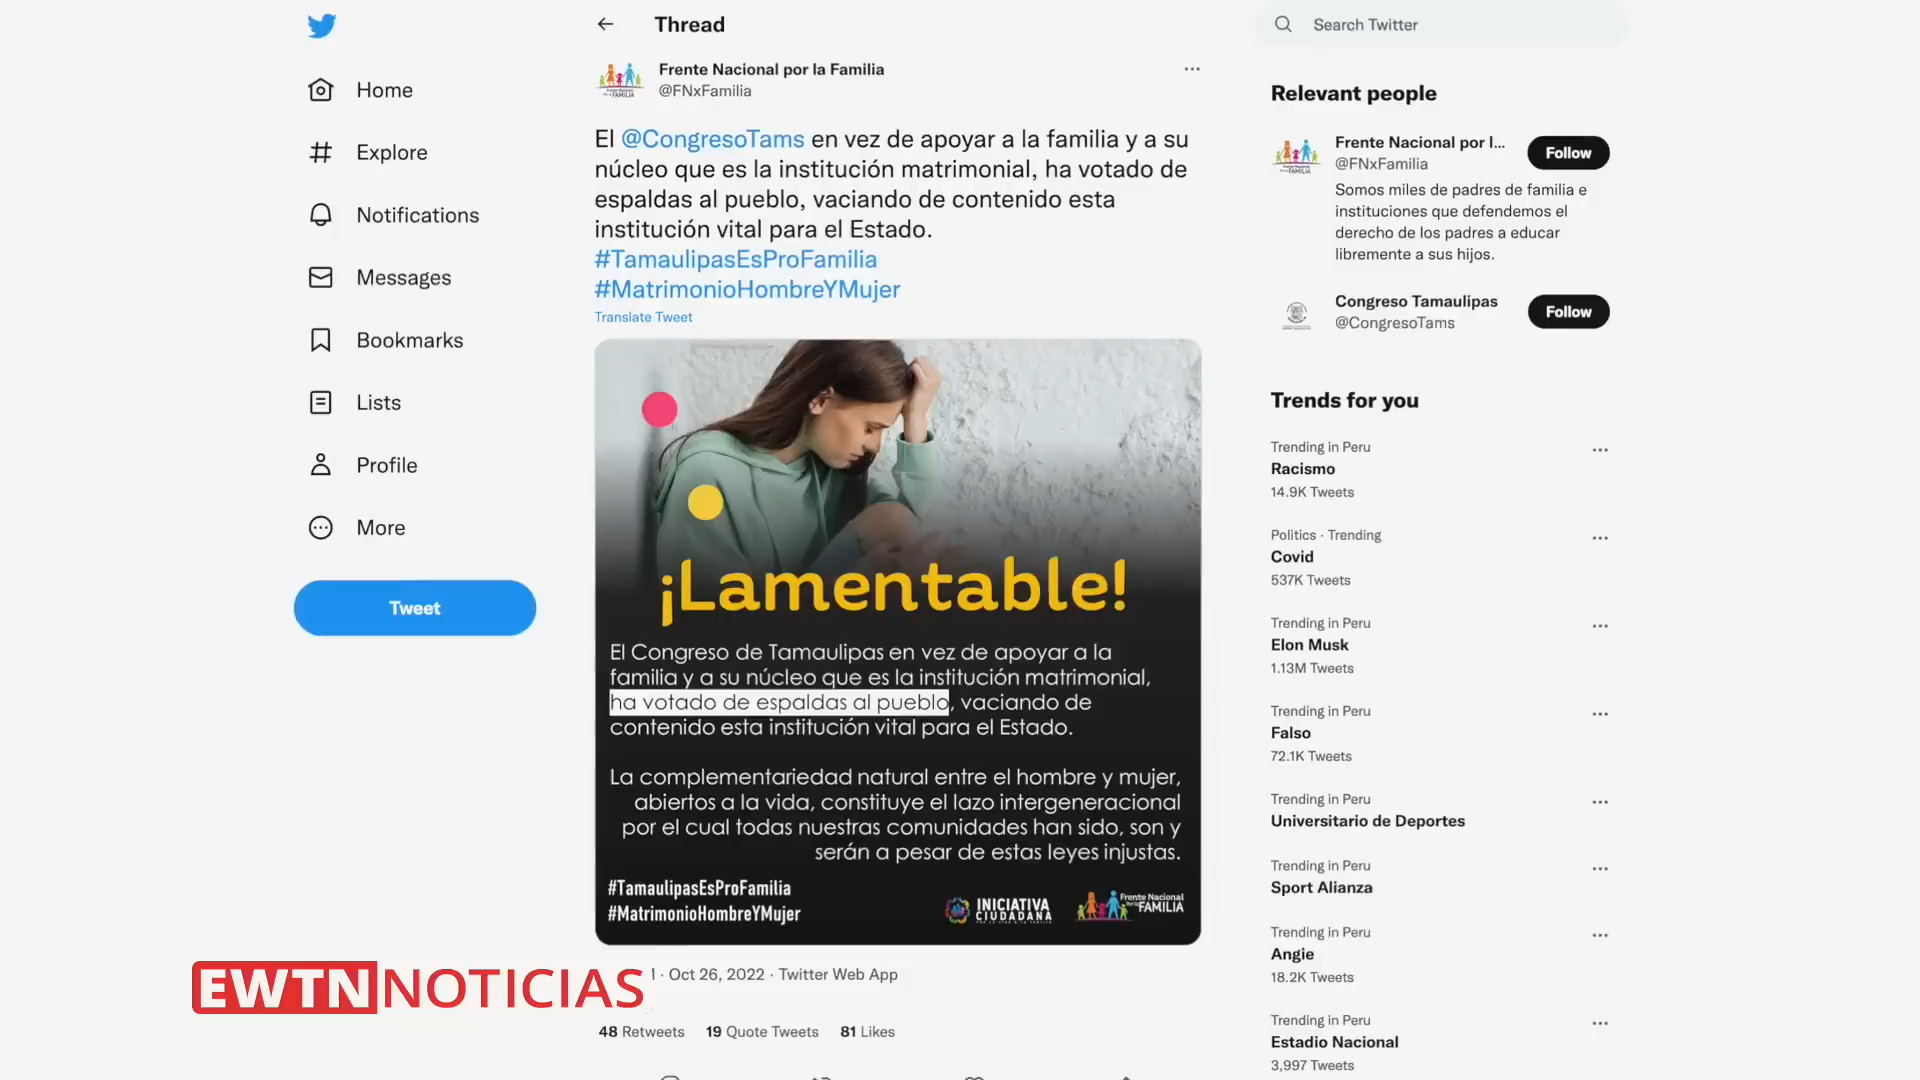 Home
Explore
Notifications
Messages
Bookmarks
Lists
Profile
More
Tweet
Thread
Frente Nacional por la Familia
@FNxFamilia
El @CongresoTams en vez de apoyar a la familia y a su
núcleo que es la institución matrimonial, ha votado de
espaldas al pueblo, vaciando de contenido esta
institución vital para el Estado.
#TamaulipasEsProFamilia
#MatrimonioHombreYMujer
Translate Tweet
¡Lamentable!
El Congreso de Tamaulipas en vez de apoyar a la
familia y a su núcleo que es la institución matrimonial,
ha votado de espaldas al pueblo, vaciando de
contenido esta institución vital para el Estado.
La complementariedad natural entre el hombre y mujer,
abiertos a la vida, constituye el lazo intergeneracional
por el cual todas nuestras comunidades han sido, son y
serán a pesar de estas leyes injustas.
#TamaulipasEsProFamilia
#MatrimonioHombreYMujer
INICIATIVA
CIUDADANA
Frente Nacional
por la FAMILIA
· Oct 26, 2022 · Twitter Web App
48 Retweets 19 Quote Tweets 81 Likes
EWTN NOTICIAS
Search Twitter
Relevant people
Frente Nacional por l...
@FNxFamilia
Follow
Somos miles de padres de familia e
instituciones que defendemos el
derecho de los padres a educar
libremente a sus hijos.
Congreso Tamaulipas
@CongresoTams
Follow
Trends for you
Trending in Peru
Racismo
14.9K Tweets
Politics · Trending
Covid
537K Tweets
Trending in Peru
Elon Musk
1.13M Tweets
Trending in Peru
Falso
72.1K Tweets
Trending in Peru
Universitario de Deportes
Trending in Peru
Sport Alianza
Trending in Peru
Angie
18.2K Tweets
Trending in Peru
Estadio Nacional
3,997 Tweets